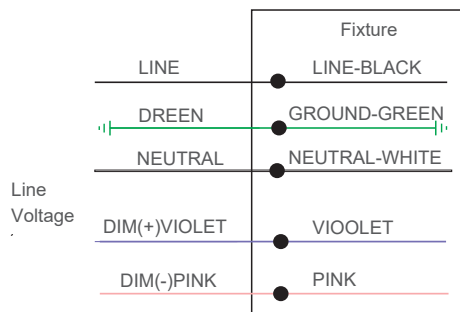 Fixture
LINE LINE-BLACK
DREEN GROUND-GREEN
NEUTRAL NEUTRAL-WHITE
Line
Voltage
DIM(+)VIOLET VIOOLET
DIM(-)PINK PINK